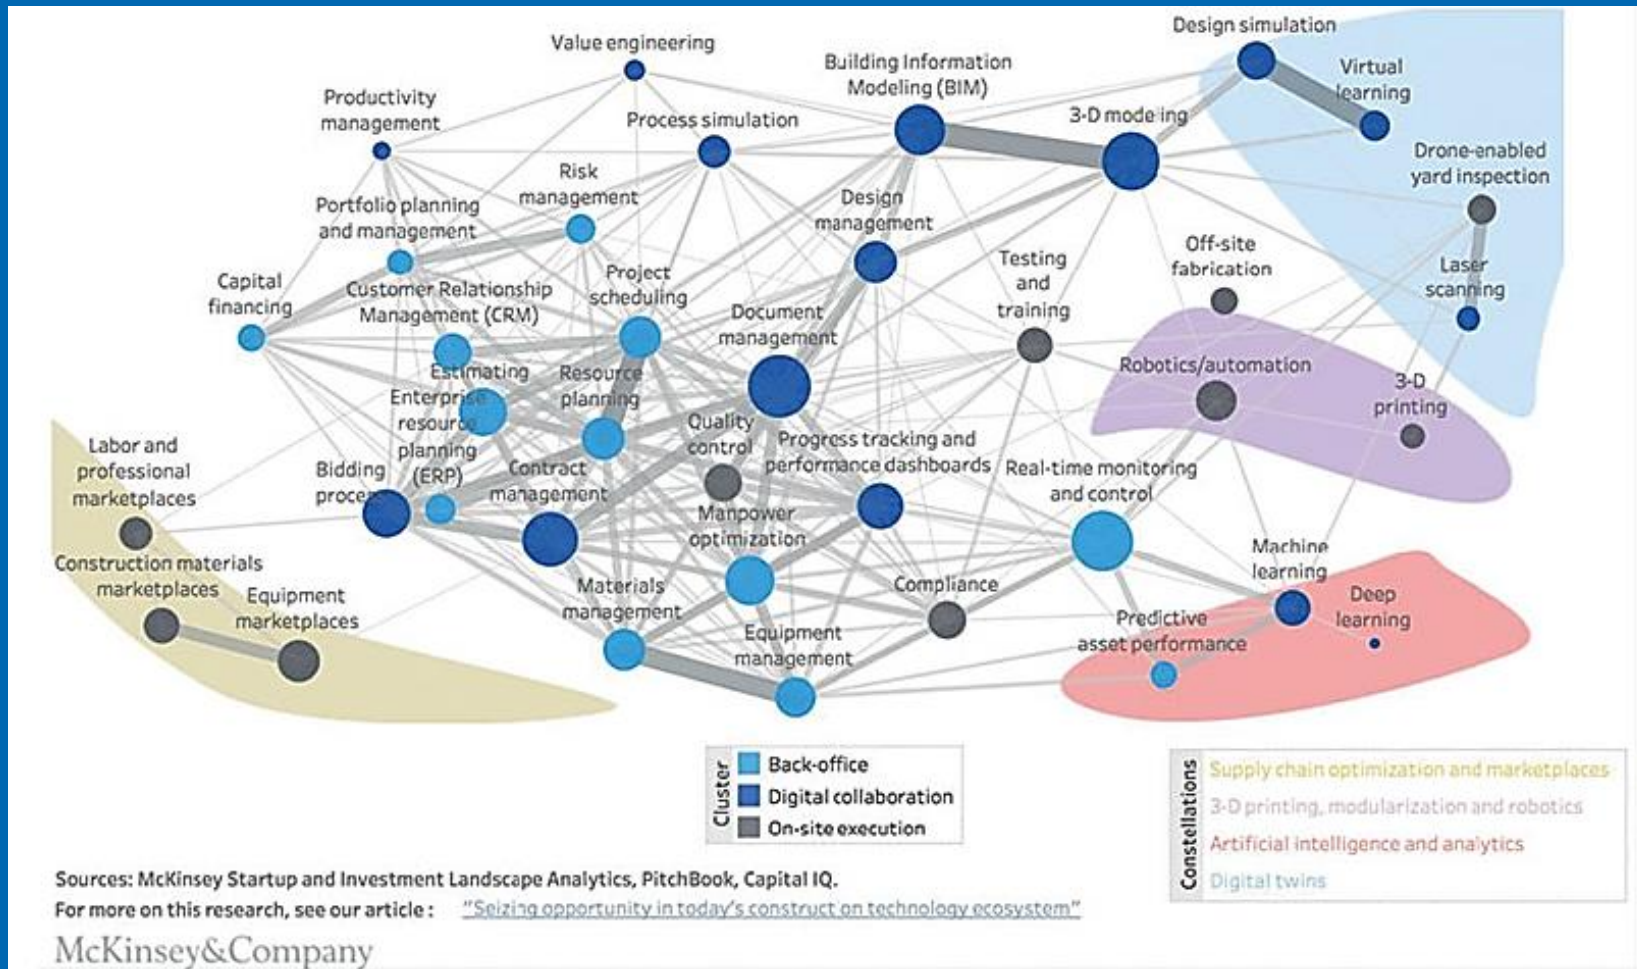 Design simulation
Value engineering
Building Information
Modeling (BIM)
Virtual
learning
Productivity
management
Process simulation
3-D modeling
Drone-enabled
yard inspection
Risk
management
Portfolio planning
and management
Design
management
Off-site
fabrication
Testing
and
training
Laser
scanning
Capital
financing
Customer Relationship
Management (CRM)
Project
scheduling
Document
management
Estimating
Resource
planning
Robotics/automation
3-D
printing
Enterprise
resource
planning
(ERP)
Quality
control
Progress tracking and
performance dashboards
Labor and
professional
marketplaces
Bidding
process
Contract
management
Real-time monitoring
and control
Manpower
optimization
Construction materials
marketplaces
Equipment
marketplaces
Materials
management
Compliance
Machine
learning
Deep
learning
Equipment
management
Predictive
asset performance
Cluster
Back-office
Digital collaboration
On-site execution
Constellations
Supply chain optimization and marketplaces
3-D printing, modularization and robotics
Artificial intelligence and analytics
Digital twins
Sources: McKinsey Startup and Investment Landscape Analytics, PitchBook, Capital IQ.
For more on this research, see our article : "Seizing opportunity in today's construction technology ecosystem"
McKinsey&Company